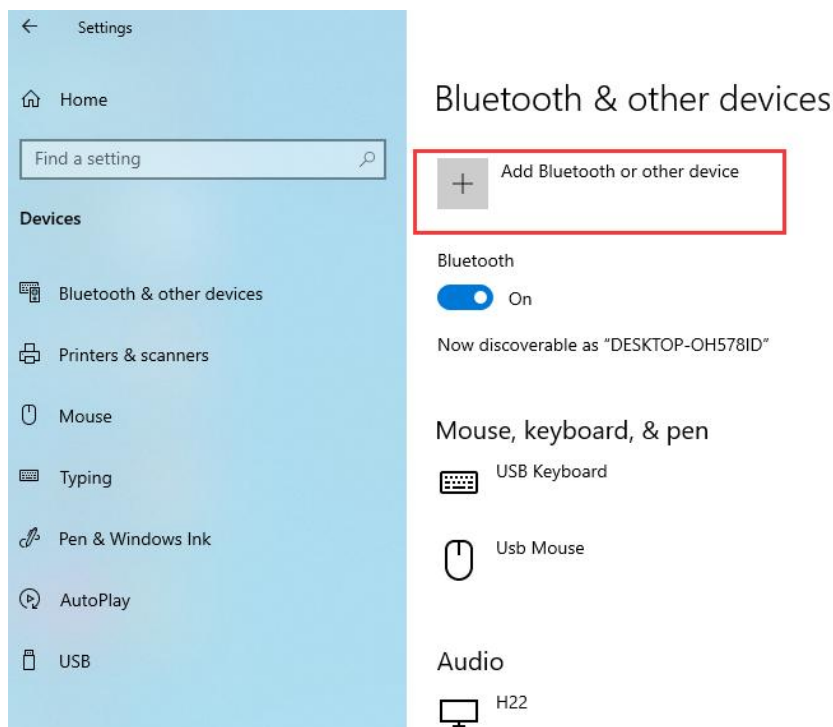 Settings
Home
Find a setting
Devices
Bluetooth & other devices
Printers & scanners
Mouse
Typing
Pen & Windows Ink
AutoPlay
USB
Bluetooth & other devices
Add Bluetooth or other device
Bluetooth
On
Now discoverable as “DESKTOP-OH578ID”
Mouse, keyboard, & pen
USB Keyboard
Usb Mouse
Audio
H22